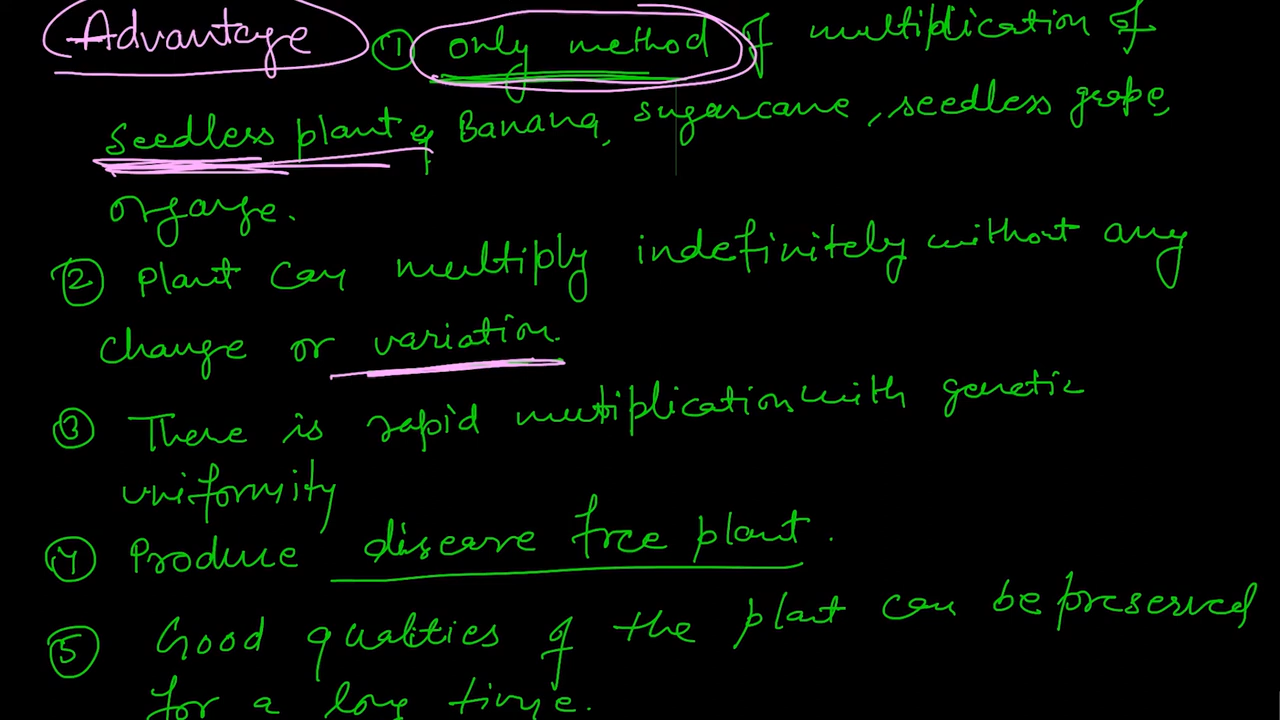 Advantage ① only method of multiplication of
Seedless plant eg Banana, sugarcane, seedless grape,
organge.
② Plant can multiply indefinitely without any
change or variation.
③ There is rapid multiplication with genetic
uniformity
④ Produce disease free plant.
⑤ Good qualities of the plant can be preserved
for a long time.